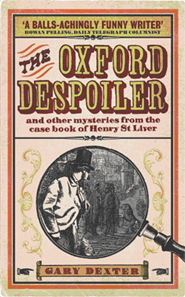 'A BALLS-ACHINGLY FUNNY WRITER'
ROWAN PELLING, DAILY TELEGRAPH COLUMNIST
THE
OXFORD
DESPOILER
and other mysteries from the
case book of Henry St Liver
GARY DEXTER